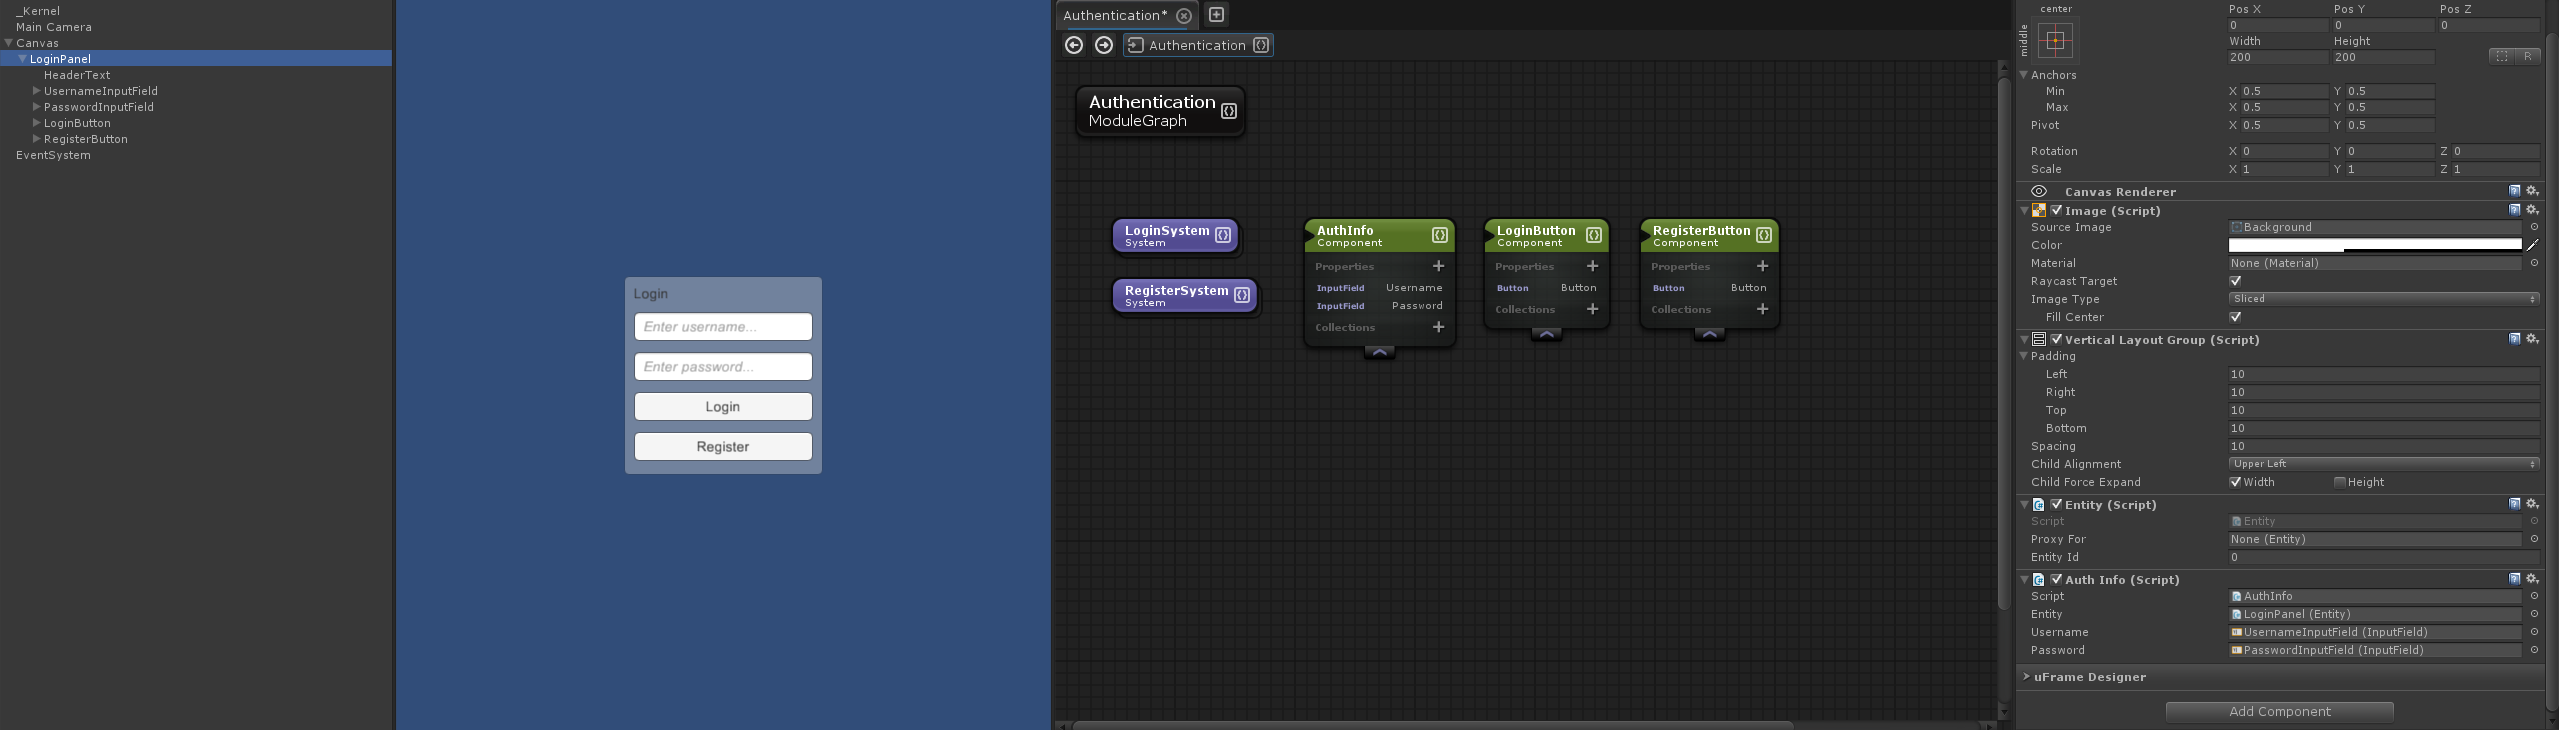 _Kernel
Main Camera
Canvas
LoginPanel
HeaderText
UsernameInputField
PasswordInputField
LoginButton
RegisterButton
EventSystem
Login
Enter username...
Enter password...
Login
Register
Authentication*
Authentication
Authentication
ModuleGraph
LoginSystem
System
RegisterSystem
System
AuthInfo
Component
Properties
InputField Username
InputField Password
Collections
LoginButton
Component
Properties
Button Button
Collections
RegisterButton
Component
Properties
Button Button
Collections
center
middle
Pos X Pos Y Pos Z
0 0 0
Width Height
200 200
R
Anchors
Min X 0.5 Y 0.5
Max X 0.5 Y 0.5
Pivot X 0.5 Y 0.5
Rotation X 0 Y 0 Z 0
Scale X 1 Y 1 Z 1
Canvas Renderer
Image (Script)
Source Image Background
Color
Material None (Material)
Raycast Target
Image Type Sliced
Fill Center
Vertical Layout Group (Script)
Padding
Left 10
Right 10
Top 10
Bottom 10
Spacing 10
Child Alignment Upper Left
Child Force Expand Width Height
Entity (Script)
Script Entity
Proxy For None (Entity)
Entity Id 0
Auth Info (Script)
Script AuthInfo
Entity LoginPanel (Entity)
Username UsernameInputField (InputField)
Password PasswordInputField (InputField)
uFrame Designer
Add Component